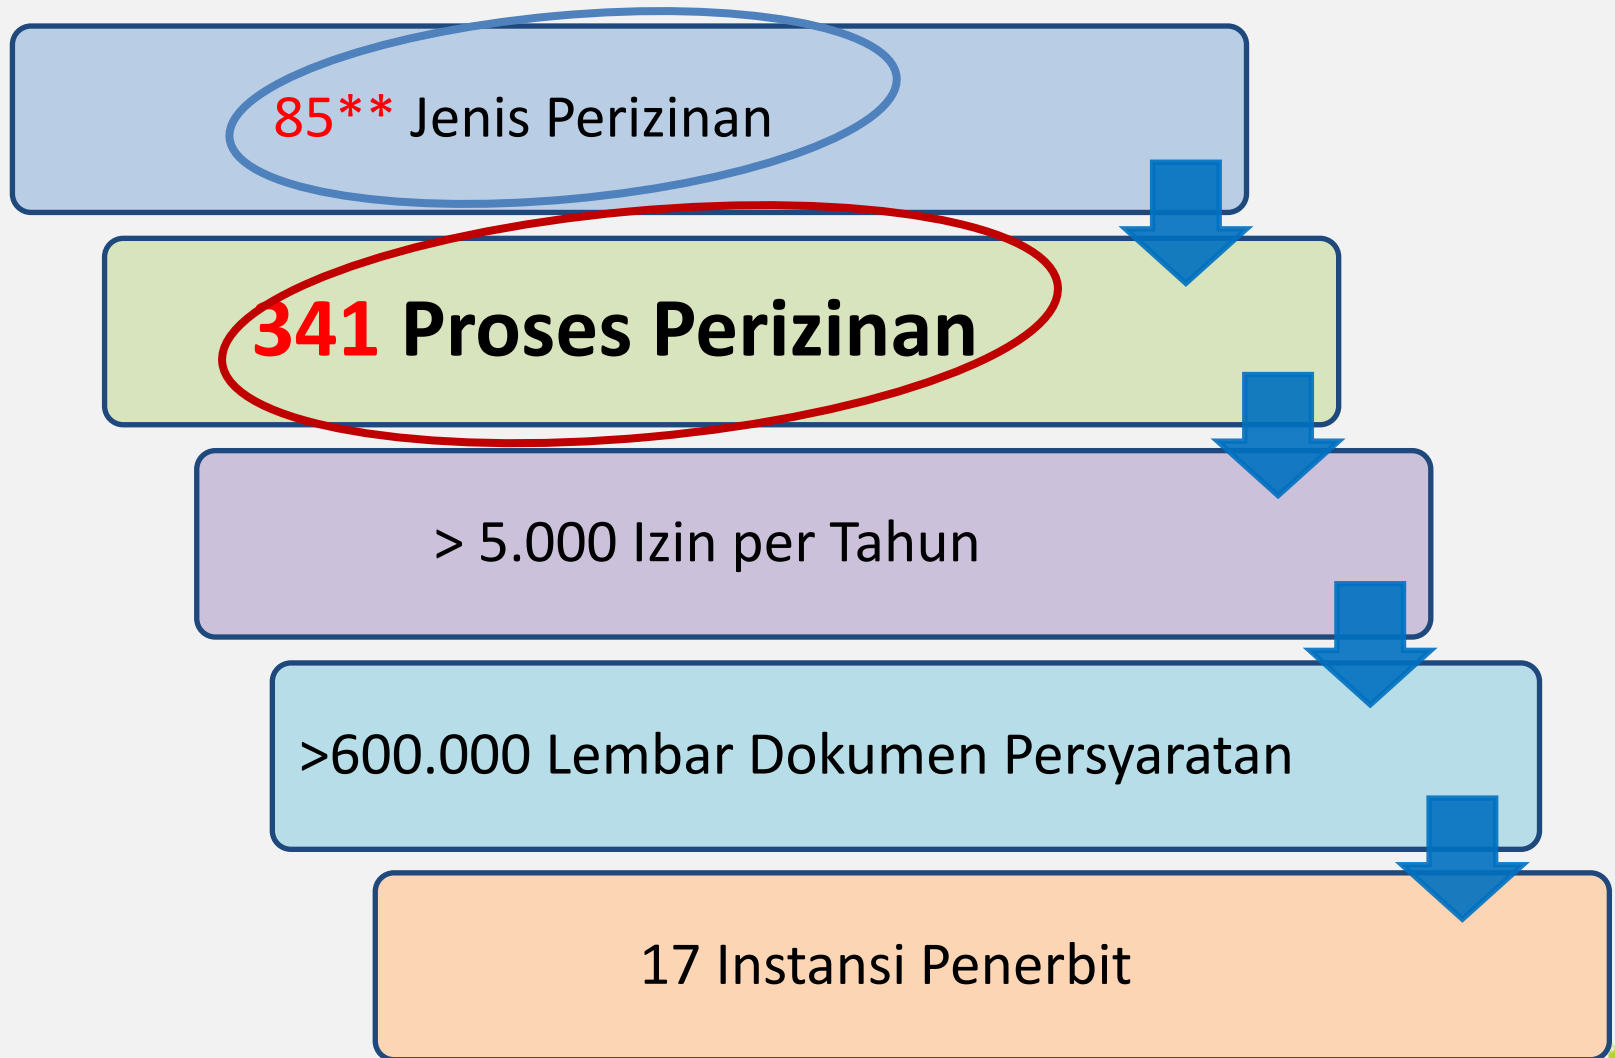 85** Jenis Perizinan
341 Proses Perizinan
> 5.000 Izin per Tahun
>600.000 Lembar Dokumen Persyaratan
17 Instansi Penerbit